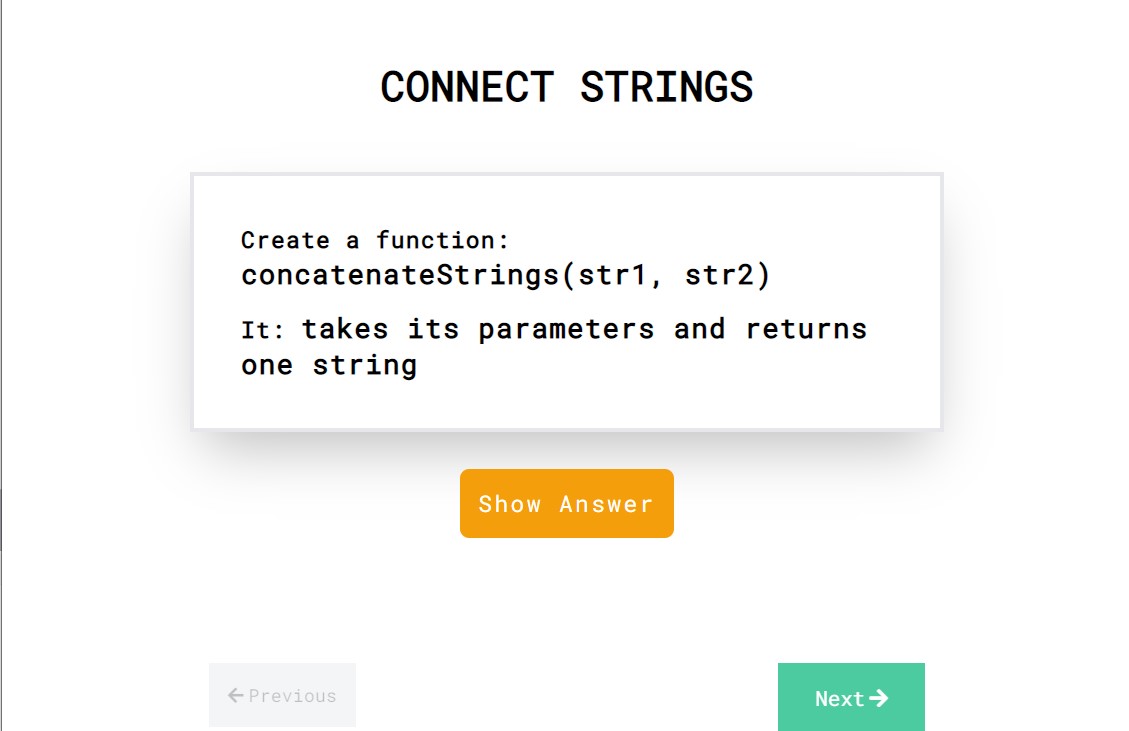 CONNECT STRINGS
Create a function:
concatenateStrings(str1, str2)
It: takes its parameters and returns
one string
Show Answer
Previous
Next